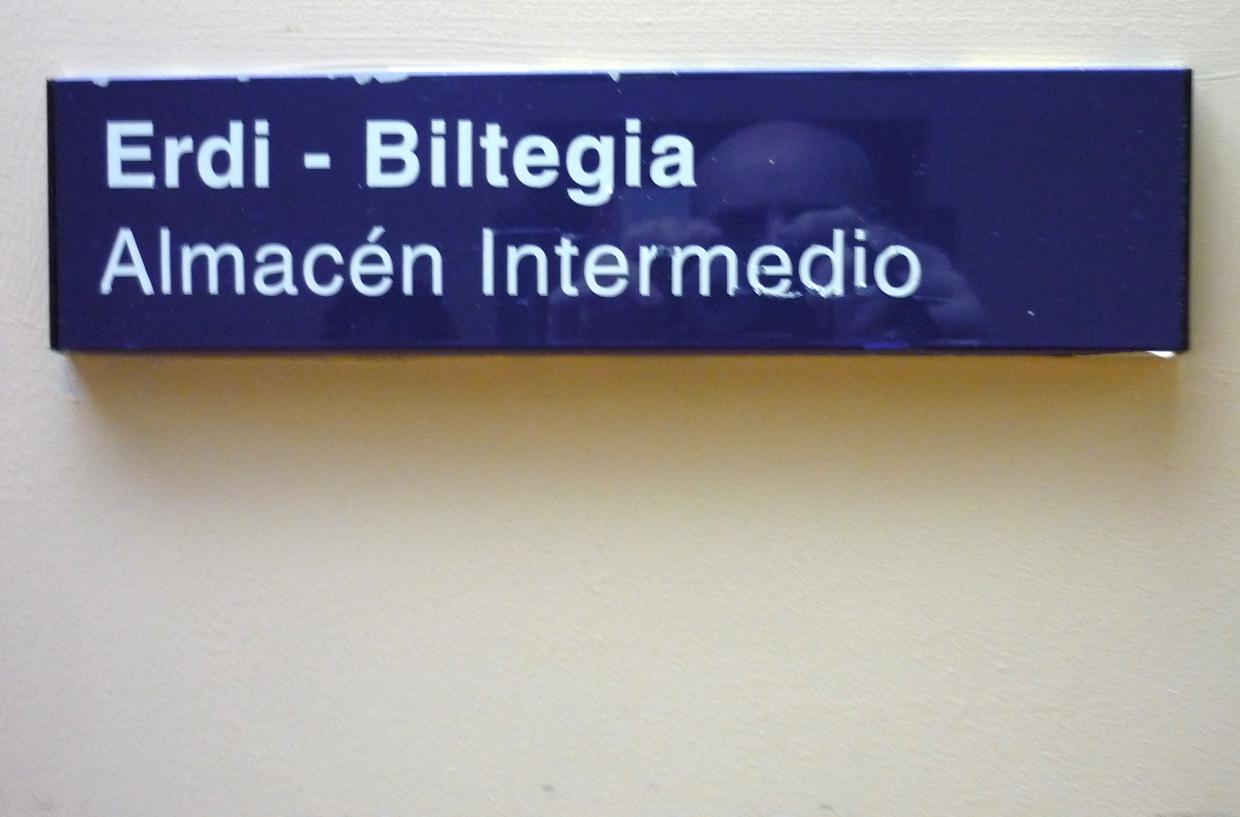 Erdi - Biltegia
Almacén Intermedio